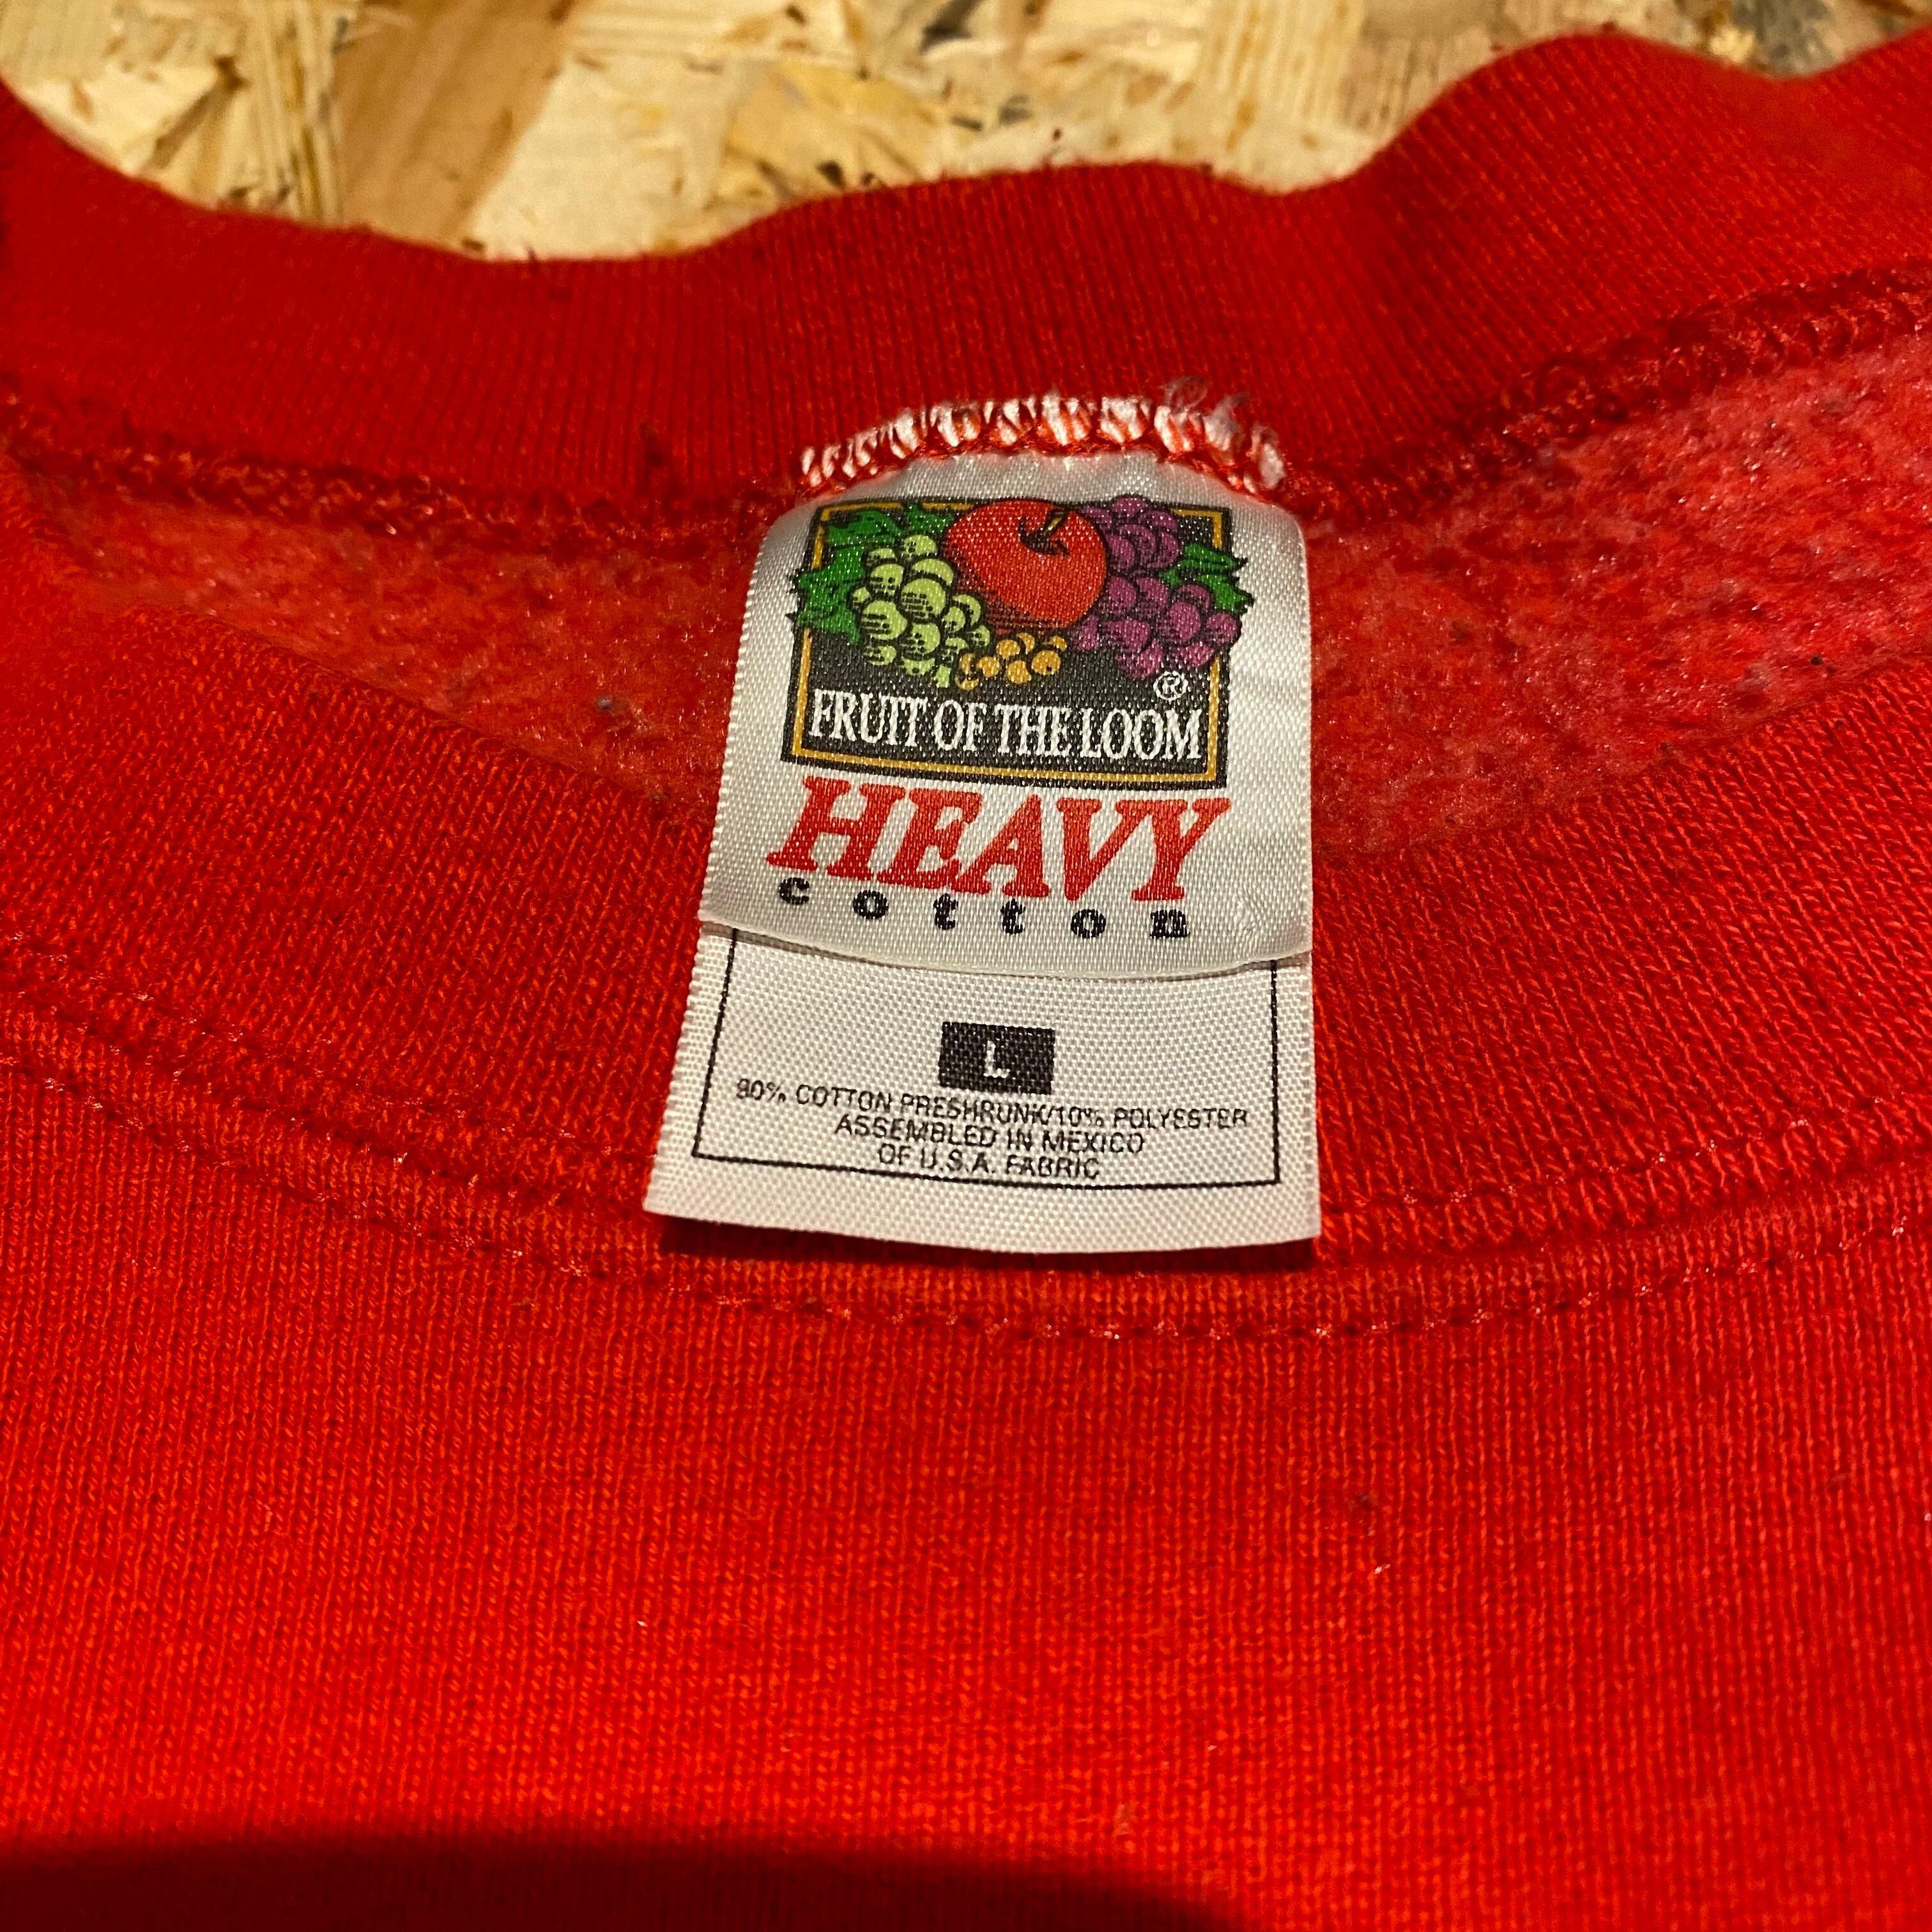 ®
FRUIT OF THE LOOM
HEAVY
cotton
L
90% COTTON PRESHRUNK/10% POLYESTER
ASSEMBLED IN MEXICO
OF U.S.A. FABRIC